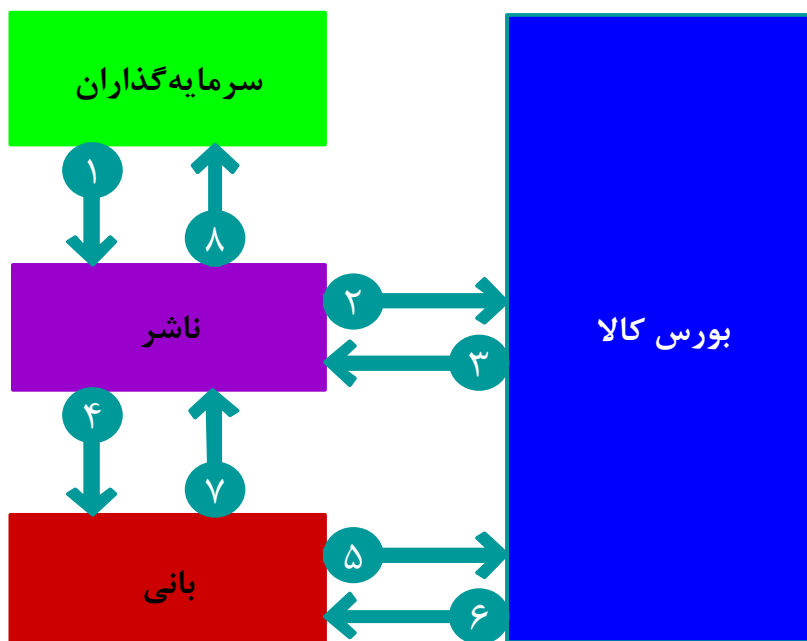 سرمایه‌گذاران
۱
۸
ناشر
۲
۳
بورس کالا
۴
۷
بانی
۵
۶